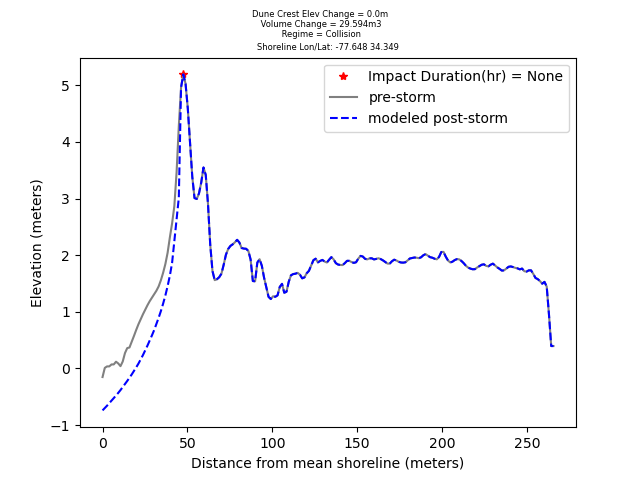 Dune Crest Elev Change = 0.0m
Volume Change = 29.594m3
Regime = Collision
Shoreline Lon/Lat: -77.648 34.349
Impact Duration(hr) = None
pre-storm
modeled post-storm
Elevation (meters)
5
4
3
2
1
0
−1
0 50 100 150 200 250
Distance from mean shoreline (meters)